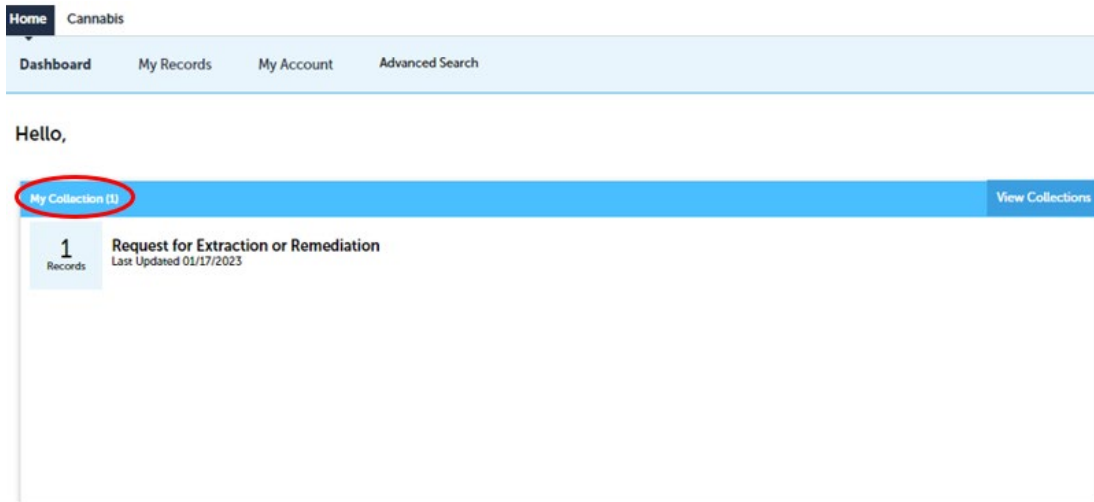 Home Cannabis
Dashboard My Records My Account Advanced Search
Hello,
My Collection (1) View Collections
1
Records
Request for Extraction or Remediation
Last Updated 01/17/2023